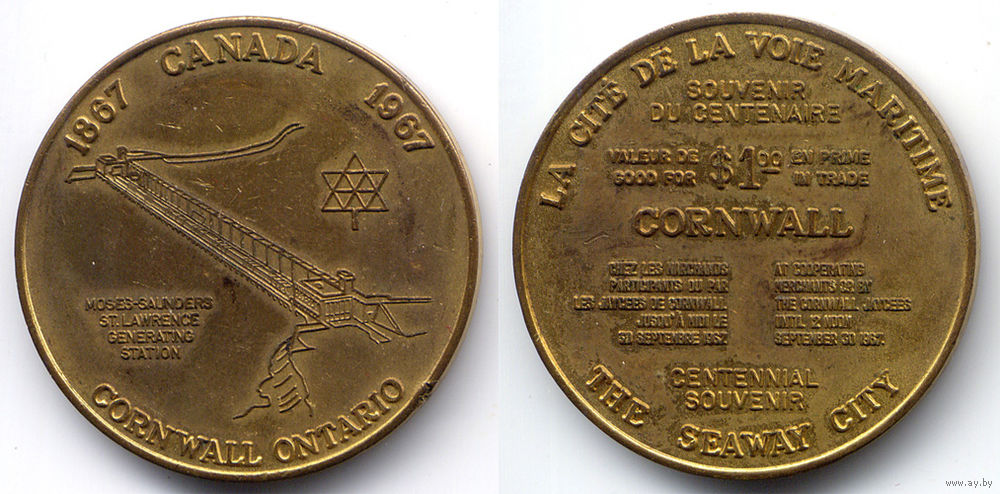 1867 CANADA 1967
MOSES-SAUNDERS
ST. LAWRENCE
GENERATING
STATION
CORNWALL ONTARIO
LA CITÉ DE LA VOIE MARITIME
SOUVENIR
DU CENTENAIRE
VALEUR DE $1.00 EN PRIME
GOOD FOR IN TRADE
CORNWALL
CHEZ LES MARCHANDS
PARTICIPANTS OU PAR
LES JAYCEES DE CORNWALL
JUSQU'À MIDI LE
30 SEPTEMBRE 1967.
AT COOPERATING
MERCHANTS OR BY
THE CORNWALL JAYCEES
UNTIL 12 NOON
SEPTEMBER 30 1967.
CENTENNIAL
SOUVENIR
THE SEAWAY CITY
www.ay.by